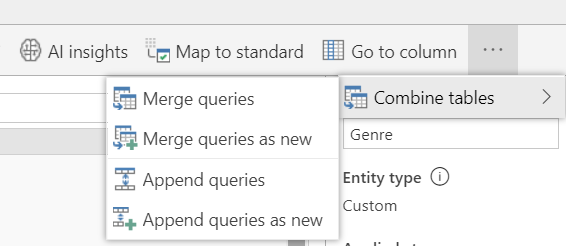 AI insights
Map to standard
Go to column
...
Merge queries
Merge queries as new
Append queries
Append queries as new
Combine tables
Genre
Entity type
Custom